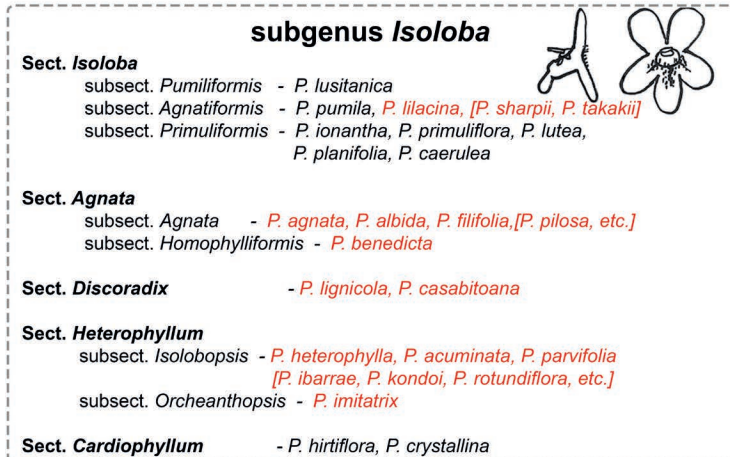 subgenus Isoloba
Sect. Isoloba
subsect. Pumiliformis - P. lusitanica
subsect. Agnatiformis - P. pumila, P. lilacina, [P. sharpii, P. takakii]
subsect. Primuliformis - P. ionantha, P. primuliflora, P. lutea,
P. planifolia, P. caerulea
Sect. Agnata
subsect. Agnata - P. agnata, P. albida, P. filifolia,[P. pilosa, etc.]
subsect. Homophylliformis - P. benedicta
Sect. Discoradix - P. lignicola, P. casabitoana
Sect. Heterophyllum
subsect. Isolobopsis - P. heterophylla, P. acuminata, P. parvifolia
[P. ibarrae, P. kondoi, P. rotundiflora, etc.]
subsect. Orcheanthopsis - P. imitatrix
Sect. Cardiophyllum - P. hirtiflora, P. crystallina